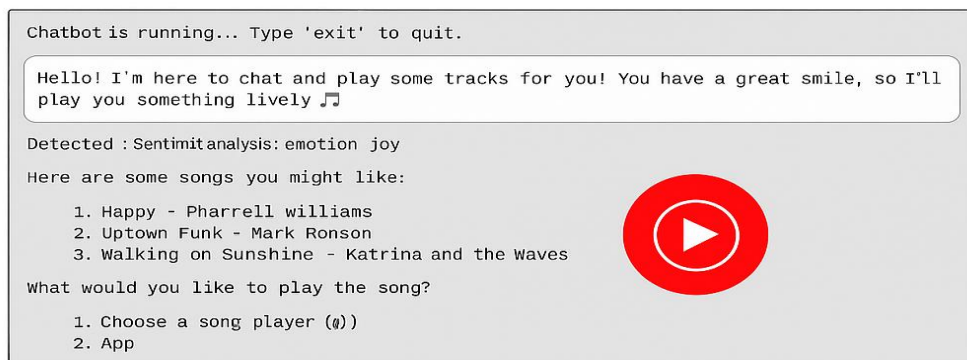 Chatbot is running... Type 'exit' to quit.
Hello! I'm here to chat and play some tracks for you! You have a great smile, so I'll
play you something lively 🎵
Detected : Sentimit analysis: emotion joy
Here are some songs you might like:
1. Happy - Pharrell williams
2. Uptown Funk - Mark Ronson
3. Walking on Sunshine - Katrina and the Waves
What would you like to play the song?
1. Choose a song player
2. App